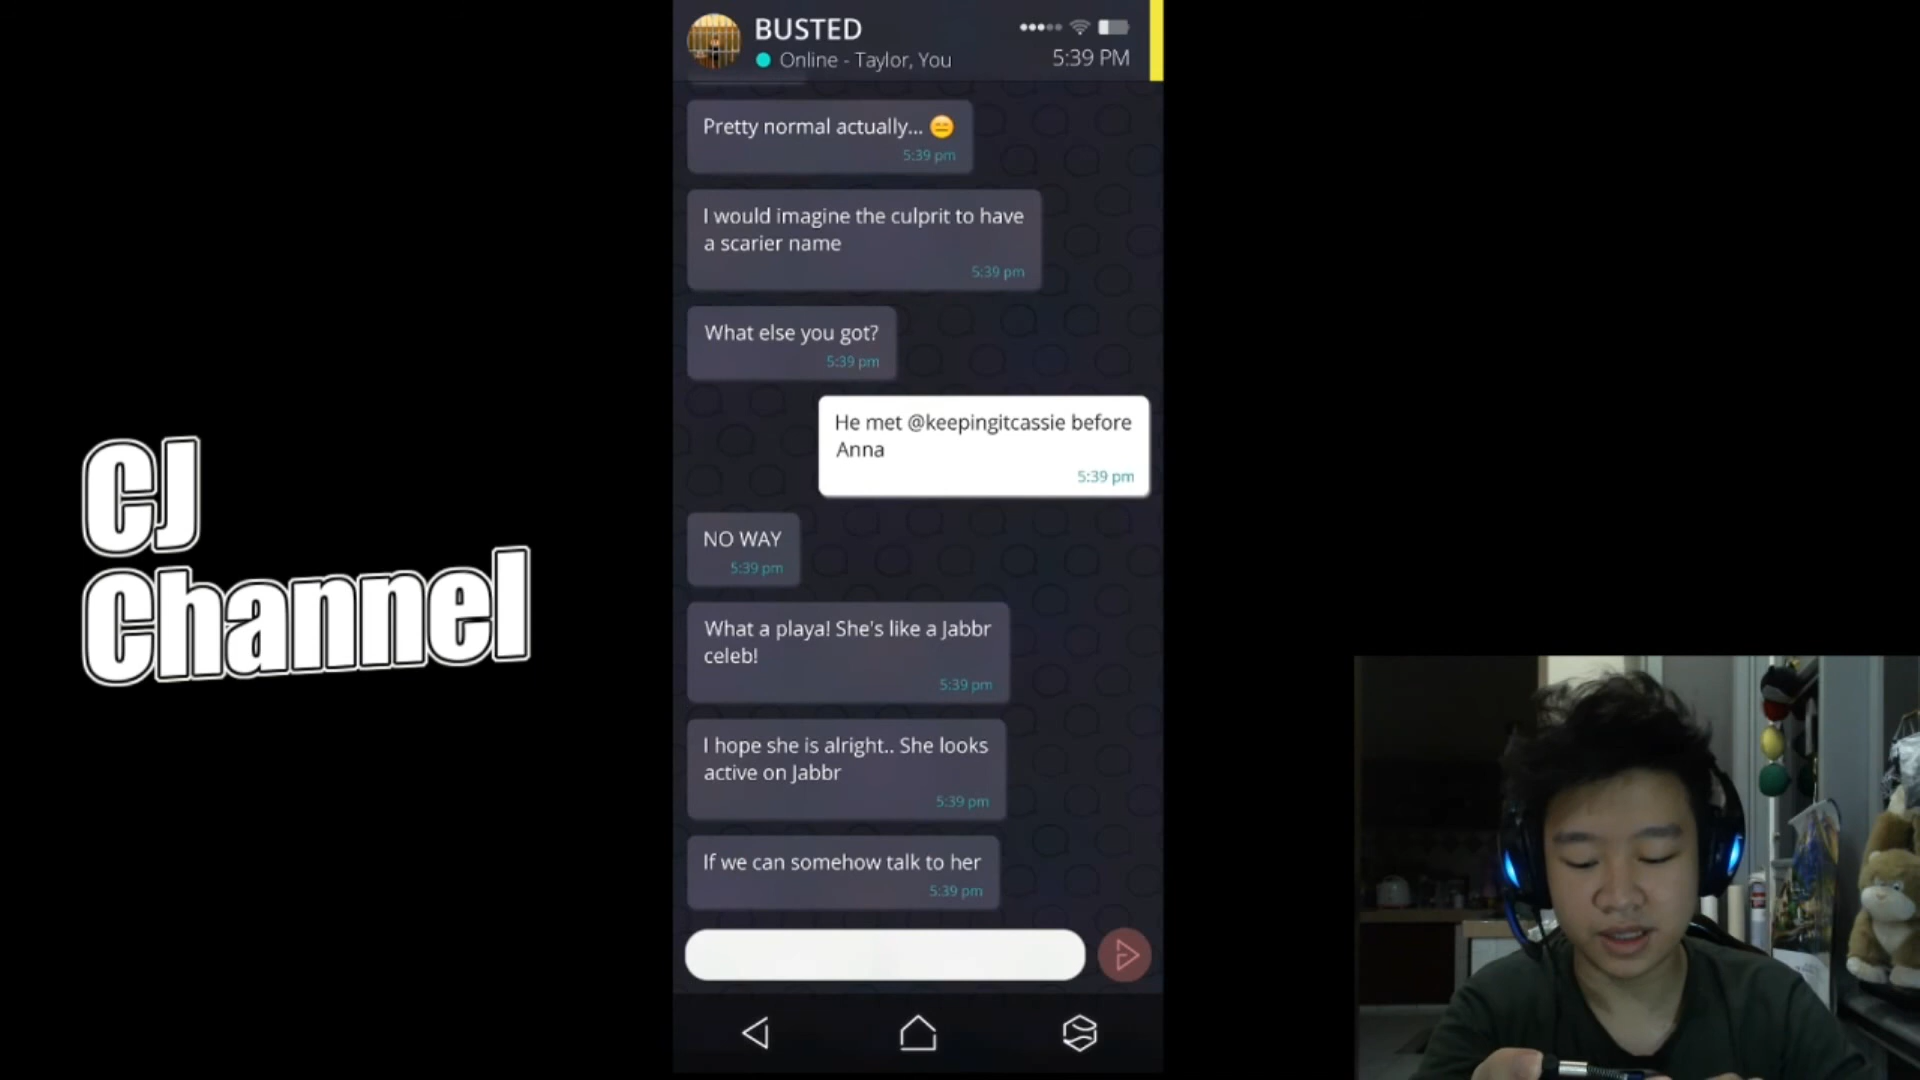 BUSTED
Online - Taylor, You
5:39 PM
Pretty normal actually... 😑
5:39 pm
I would imagine the culprit to have
a scarier name
5:39 pm
What else you got?
5:39 pm
He met @keepingitcassie before
Anna
5:39 pm
NO WAY
5:39 pm
What a playa! She's like a Jabbr
celeb!
5:39 pm
I hope she is alright.. She looks
active on Jabbr
5:39 pm
If we can somehow talk to her
5:39 pm
CJ
Channel